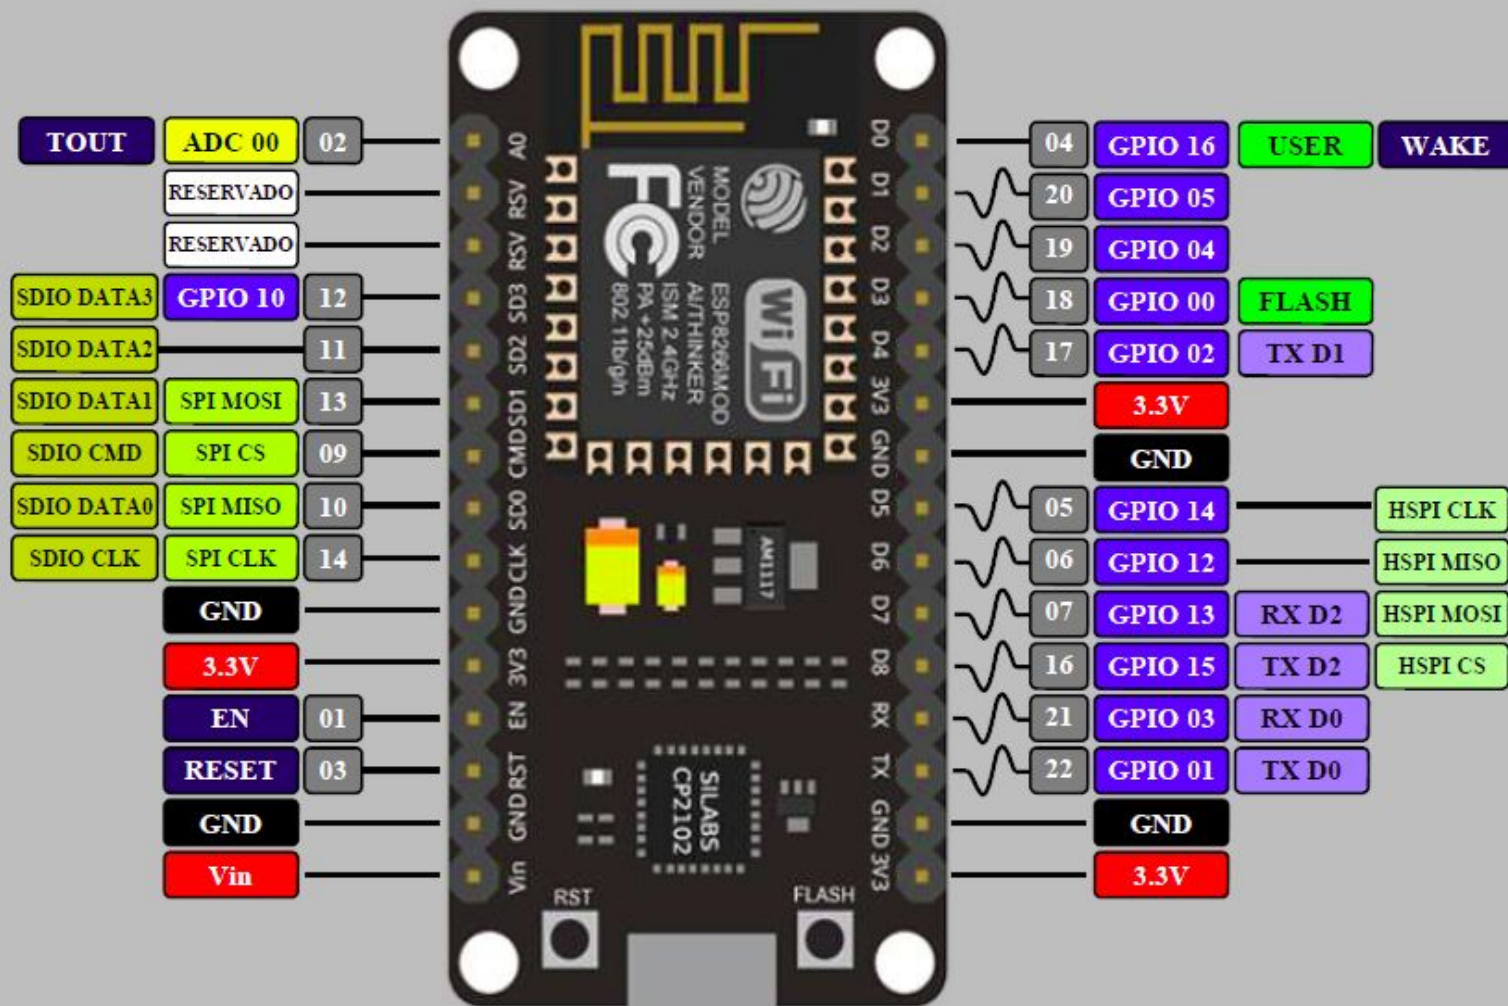 TOUT ADC 00 02 A0
RESERVADO RSV
RESERVADO RSV
SDIO DATA3 GPIO 10 12 SD3
SDIO DATA2 11 SD2
SDIO DATA1 SPI MOSI 13 SD1
SDIO CMD SPI CS 09 CMD
SDIO DATA0 SPI MISO 10 SD0
SDIO CLK SPI CLK 14 CLK
GND GND
3.3V 3V3
EN 01 EN
RESET 03 RST
GND GND
Vin Vin
MODEL ESP8266MOD
VENDOR AI/THINKER
ISM 2.4GHz
PA +25dBm
802.11b/g/n
FC
Wi Fi
AM1117
SILABS
CP2102
RST
FLASH
D0 04 GPIO 16 USER WAKE
D1 20 GPIO 05
D2 19 GPIO 04
D3 18 GPIO 00 FLASH
D4 17 GPIO 02 TX D1
3V3 3.3V
GND GND
D5 05 GPIO 14 HSPI CLK
D6 06 GPIO 12 HSPI MISO
D7 07 GPIO 13 RX D2 HSPI MOSI
D8 16 GPIO 15 TX D2 HSPI CS
RX 21 GPIO 03 RX D0
TX 22 GPIO 01 TX D0
GND GND
3V3 3.3V